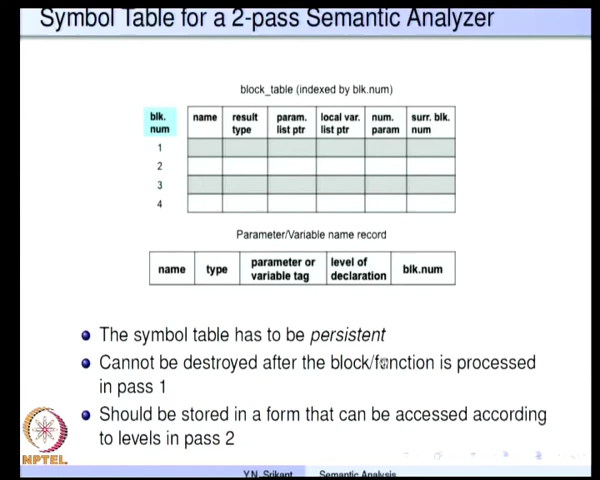 Symbol Table for a 2-pass Semantic Analyzer
block_table (indexed by blk.num)
blk. num name result type param. list ptr local var. list ptr num. param surr. blk. num
1
2
3
4
Parameter/Variable name record
name type parameter or variable tag level of declaration blk.num
The symbol table has to be persistent
Cannot be destroyed after the block/function is processed
in pass 1
Should be stored in a form that can be accessed according
to levels in pass 2
NPTEL
Y.N. Srikant Semantic Analysis